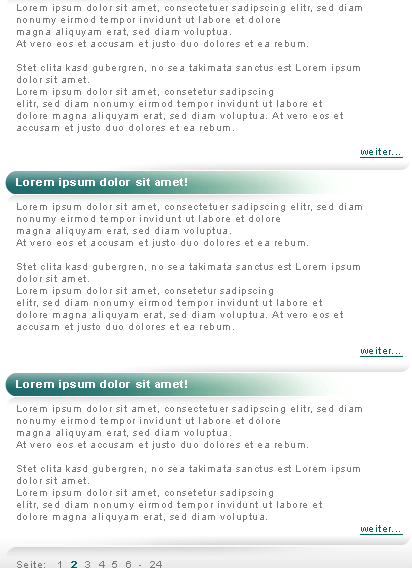 Lorem ipsum dolor sit amet, consectetuer sadipscing elitr, sed diam
nonumy eirmod tempor invidunt ut labore et dolore
magna aliquyam erat, sed diam voluptua.
At vero eos et accusam et justo duo dolores et ea rebum.
Stet clita kasd gubergren, no sea takimata sanctus est Lorem ipsum
dolor sit amet.
Lorem ipsum dolor sit amet, consetetur sadipscing
elitr, sed diam nonumy eirmod tempor invidunt ut labore et
dolore magna aliquyam erat, sed diam voluptua. At vero eos et
accusam et justo duo dolores et ea rebum.
weiter...
Lorem ipsum dolor sit amet!
Lorem ipsum dolor sit amet, consectetuer sadipscing elitr, sed diam
nonumy eirmod tempor invidunt ut labore et dolore
magna aliquyam erat, sed diam voluptua.
At vero eos et accusam et justo duo dolores et ea rebum.
Stet clita kasd gubergren, no sea takimata sanctus est Lorem ipsum
dolor sit amet.
Lorem ipsum dolor sit amet, consetetur sadipscing
elitr, sed diam nonumy eirmod tempor invidunt ut labore et
dolore magna aliquyam erat, sed diam voluptua. At vero eos et
accusam et justo duo dolores et ea rebum.
weiter...
Lorem ipsum dolor sit amet!
Lorem ipsum dolor sit amet, consectetuer sadipscing elitr, sed diam
nonumy eirmod tempor invidunt ut labore et dolore
magna aliquyam erat, sed diam voluptua.
At vero eos et accusam et justo duo dolores et ea rebum.
Stet clita kasd gubergren, no sea takimata sanctus est Lorem ipsum
dolor sit amet.
Lorem ipsum dolor sit amet, consetetur sadipscing
elitr, sed diam nonumy eirmod tempor invidunt ut labore et
dolore magna aliquyam erat, sed diam voluptua.
weiter...
Seite: 1 2 3 4 5 6 - 24